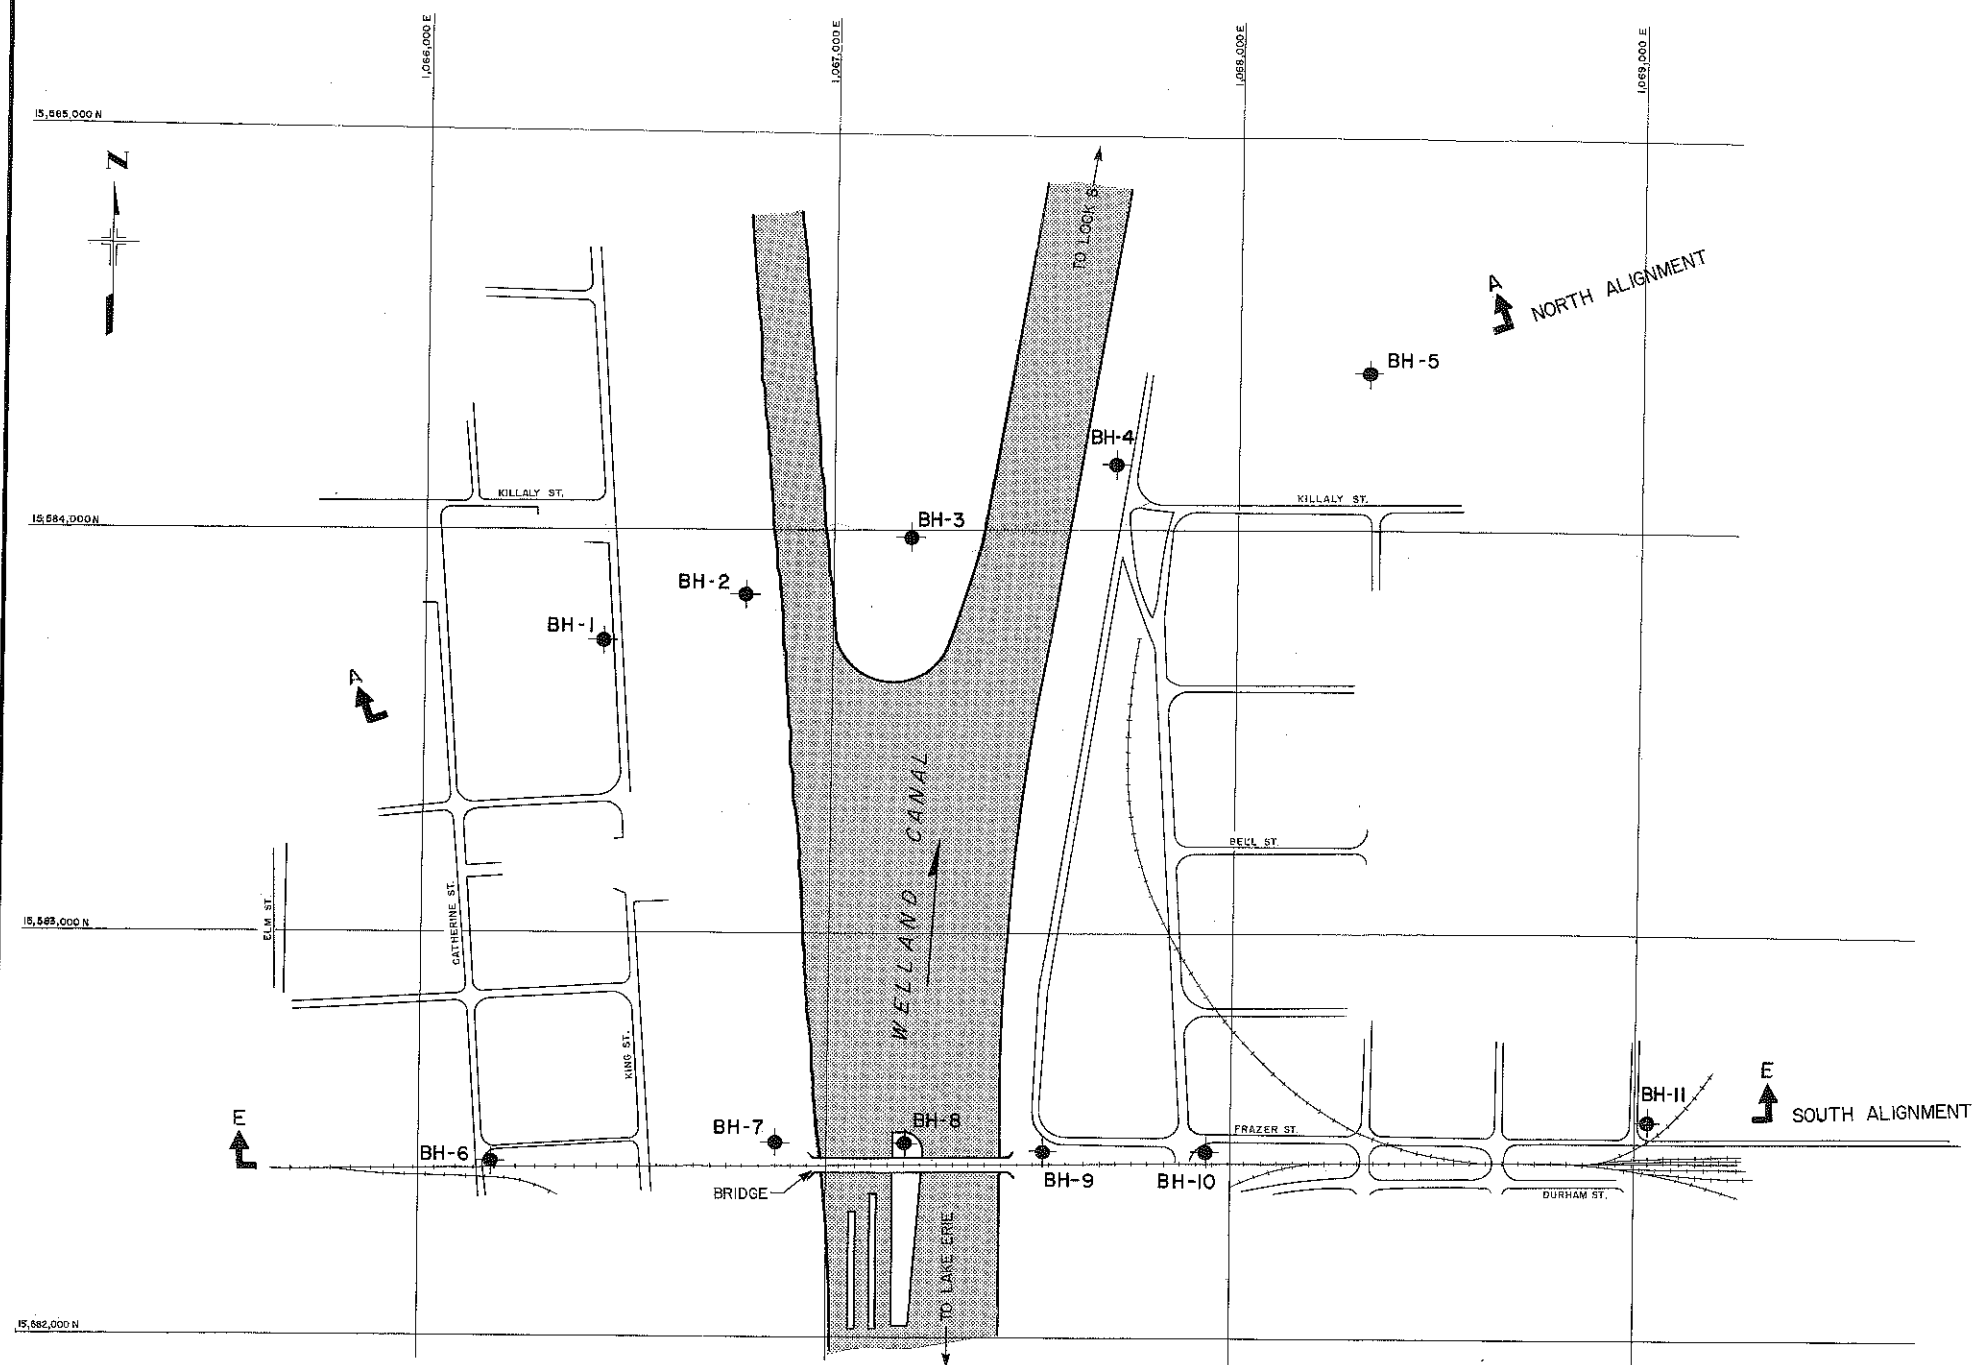 1,066,000 E
1,067,000 E
1,068,000 E
1,069,000 E
15,585,000 N
N
TO LOCK 8
A
NORTH ALIGNMENT
BH-5
BH-4
KILLALY ST.
KILLALY ST.
15,584,000 N
BH-3
BH-2
BH-1
A
WELLAND CANAL
BELL ST.
ELM ST.
CATHERINE ST.
15,583,000 N
KING ST.
E
BH-11
E
SOUTH ALIGNMENT
BH-7
BH-8
FRAZER ST.
BH-6
BRIDGE
BH-9
BH-10
DURHAM ST.
TO LAKE ERIE
15,582,000 N